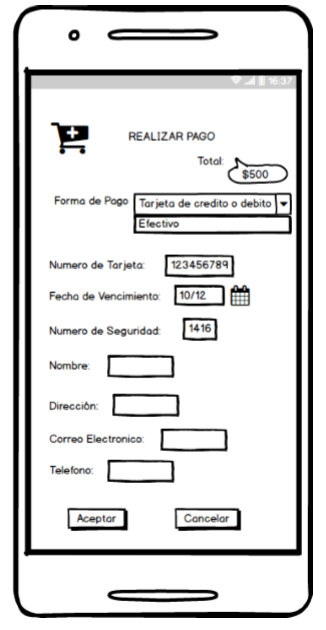 16:37
REALIZAR PAGO
Total:
$500
Forma de Pago Tarjeta de credito o debito
Efectivo
Numero de Tarjeta: 123456789
Fecha de Vencimiento: 10/12
Numero de Seguridad: 1416
Nombre:
Dirección:
Correo Electronico:
Telefono:
Aceptar Cancelar